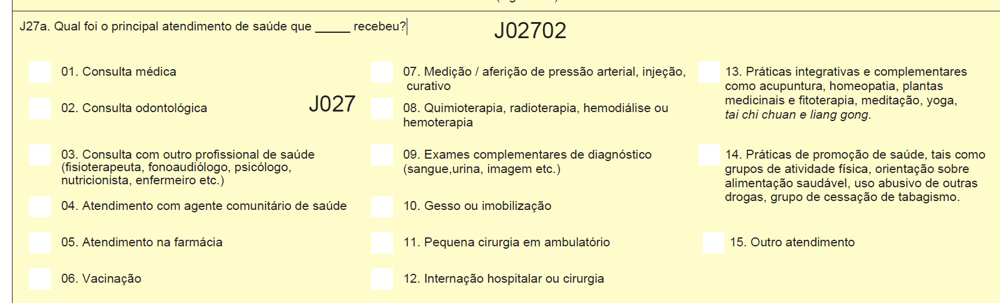 J27a. Qual foi o principal atendimento de saúde que _____ recebeu?
J02702
01. Consulta médica
02. Consulta odontológica
J027
03. Consulta com outro profissional de saúde
(fisioterapeuta, fonoaudiólogo, psicólogo,
nutricionista, enfermeiro etc.)
04. Atendimento com agente comunitário de saúde
05. Atendimento na farmácia
06. Vacinação
07. Medição / aferição de pressão arterial, injeção,
curativo
08. Quimioterapia, radioterapia, hemodiálise ou
hemoterapia
09. Exames complementares de diagnóstico
(sangue,urina, imagem etc.)
10. Gesso ou imobilização
11. Pequena cirurgia em ambulatório
12. Internação hospitalar ou cirurgia
13. Práticas integrativas e complementares
como acupuntura, homeopatia, plantas
medicinais e fitoterapia, meditação, yoga,
tai chi chuan e liang gong.
14. Práticas de promoção de saúde, tais como
grupos de atividade física, orientação sobre
alimentação saudável, uso abusivo de outras
drogas, grupo de cessação de tabagismo.
15. Outro atendimento